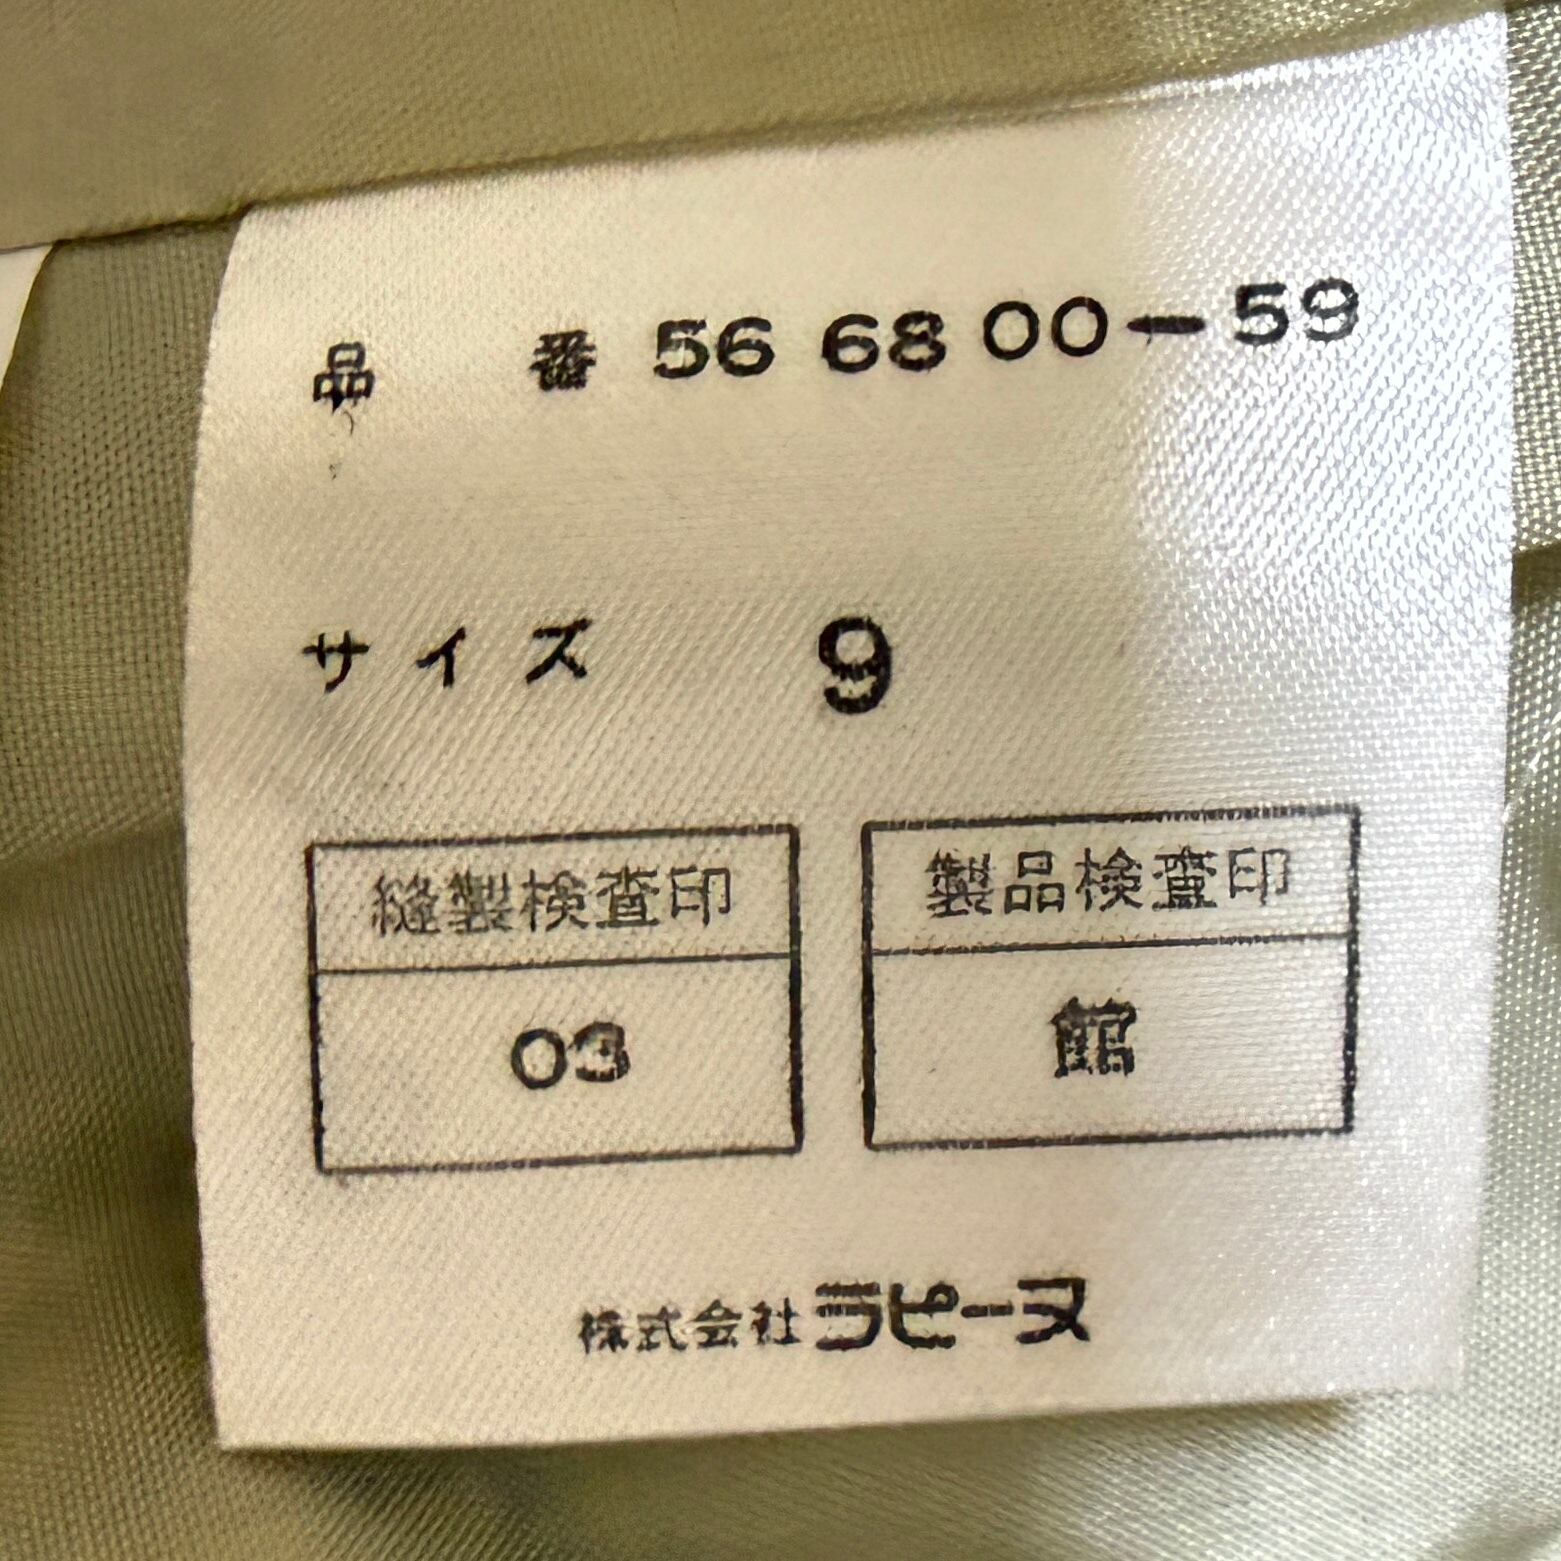 品 番 56 68 00-59
サイズ 9
縫製検査印 製品検査印
03 館
株式会社ラピーヌ